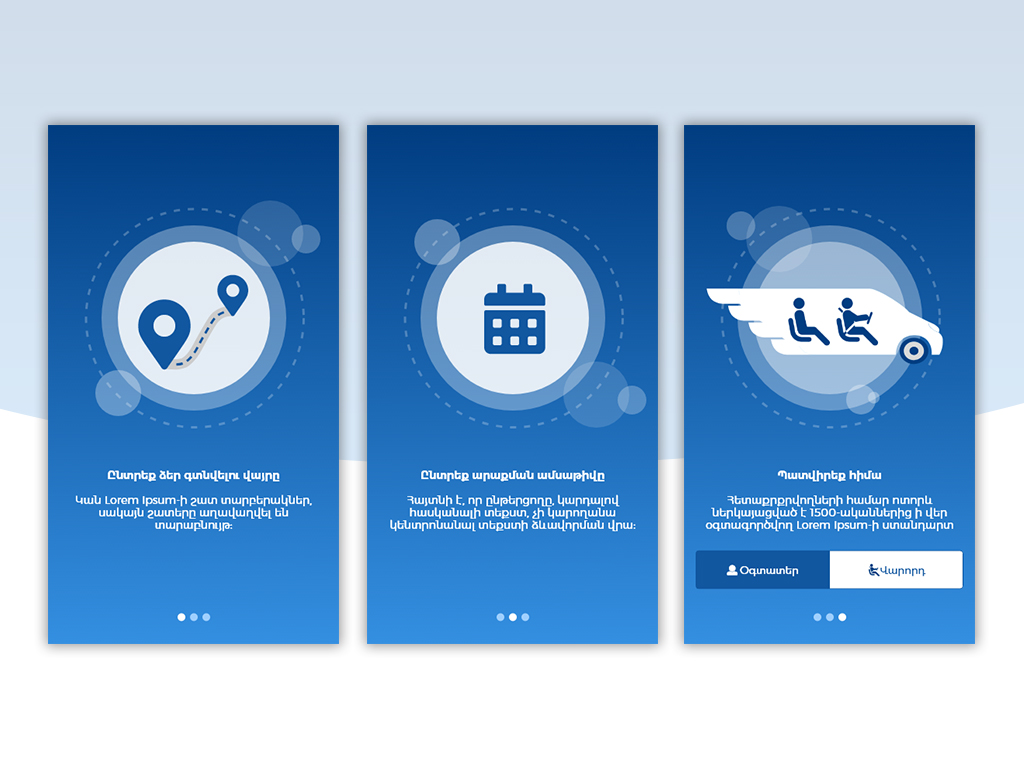 Ընտրեք ձեր գտնվելու վայրը
Կան Lorem Ipsum-ի շատ տարբերակներ,
սակայն շատերը աղավաղվել են
տարաբնույթ:
Ընտրեք առաքման ամսաթիվը
Հայտնի է, որ ընթերցողը, կարդալով
հասկանալի տեքստ, չի կարողանա
կենտրոնանալ տեքստի ձևավորման վրա:
Պատվիրեք հիմա
Հետաքրքրվողների համար ոտորև
ներկայացված է 1500-ականներից ի վեր
օգտագործվող Lorem Ipsum-ի ստանդարտ
Օգտատեր
Վարորդ